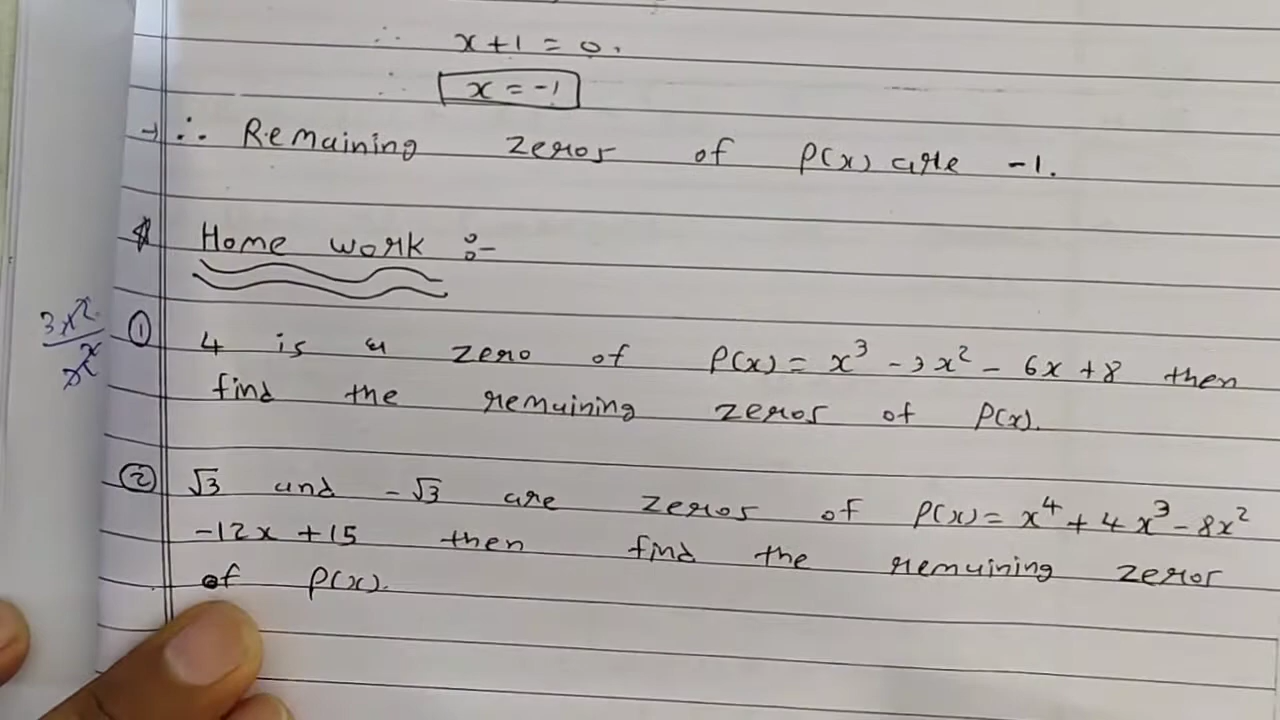 ∴ x+1 = 0.
∴ x = -1
→ ∴ Remaining zeros of P(x) are -1.
Home work :-
① 4 is a zero of P(x) = x³ - 3x² - 6x + 8 then
find the remaining zeros of P(x).
3x²
x
② √3 and -√3 are zeros of P(x) = x⁴ + 4x³ - 8x²
-12x + 15 then find the remaining zeros
of P(x).